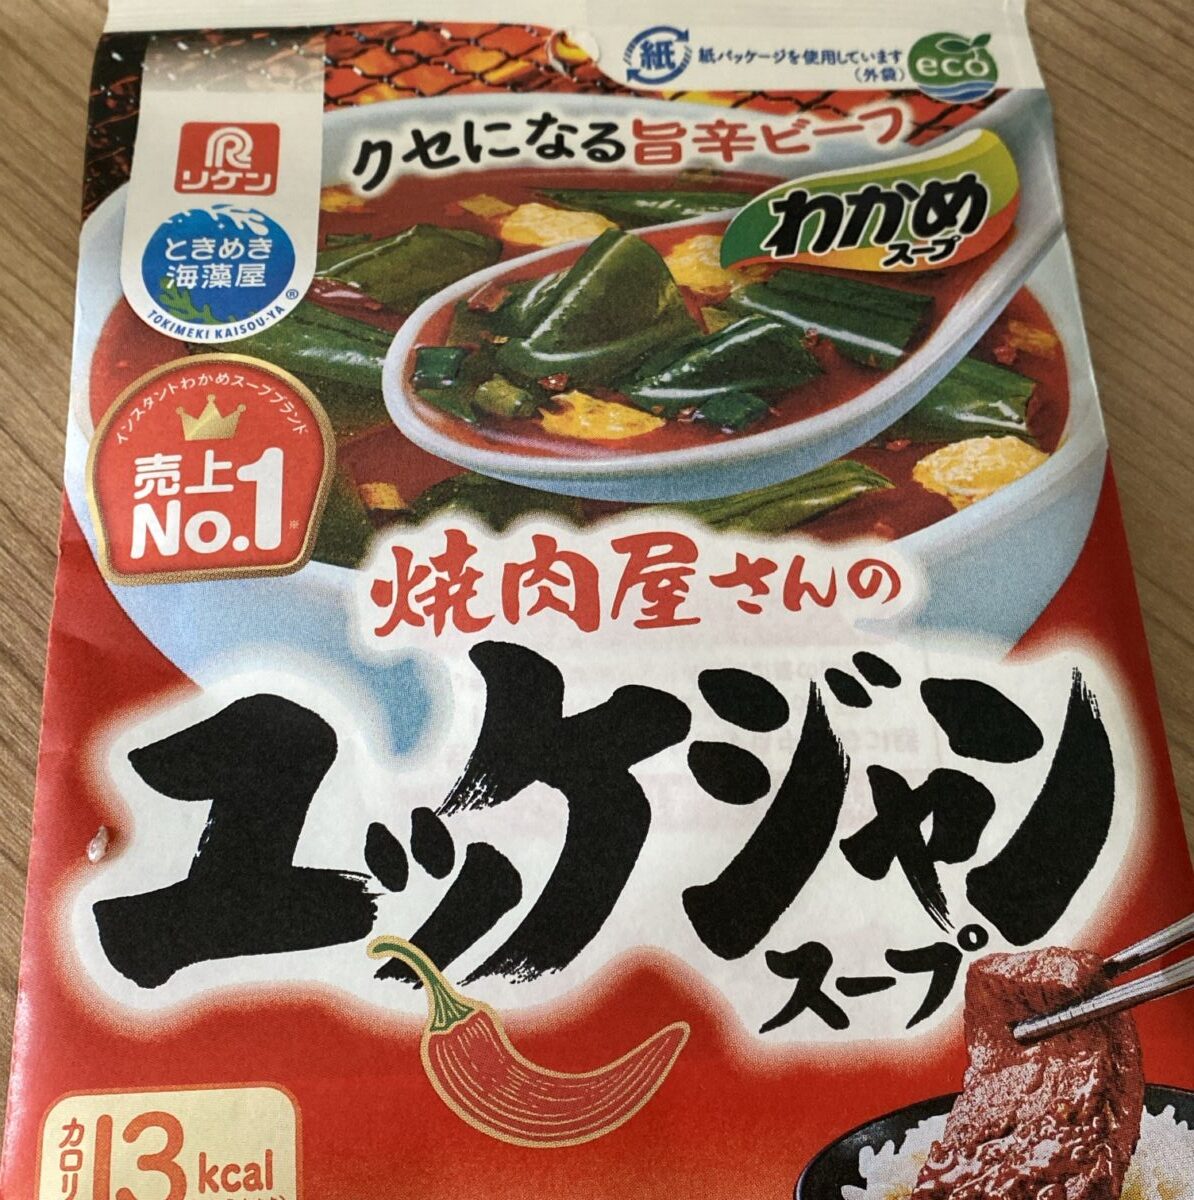 紙
紙パッケージを使用しています
(外袋)
eco
クセになる旨辛ビーフ
わかめ
スープ
R
リケン
ときめき
海藻屋
TOKIMEKI KAISOU-YA ®
インスタントわかめスープブランド
売上
No.1※
焼肉屋さんの
ユッケジャン
スープ
カロリ
13kcal